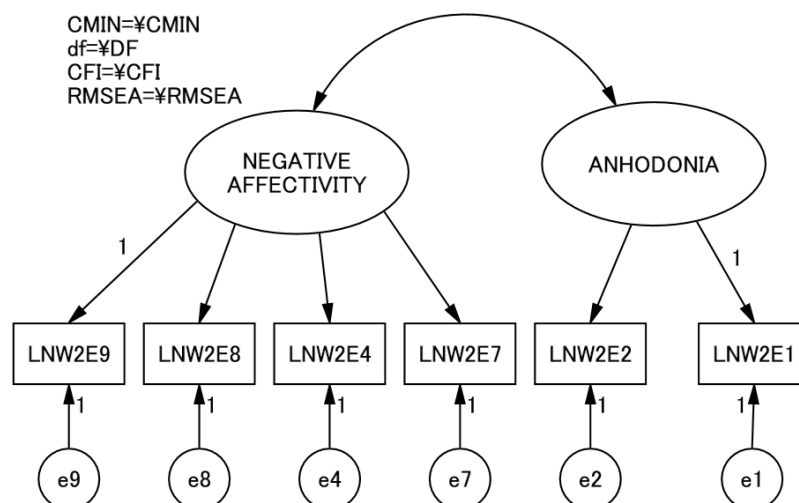 CMIN=¥CMIN
df=¥DF
CFI=¥CFI
RMSEA=¥RMSEA
NEGATIVE
AFFECTIVITY
ANHODONIA
1
1
LNW2E9
LNW2E8
LNW2E4
LNW2E7
LNW2E2
LNW2E1
1
1
1
1
1
1
e9
e8
e4
e7
e2
e1